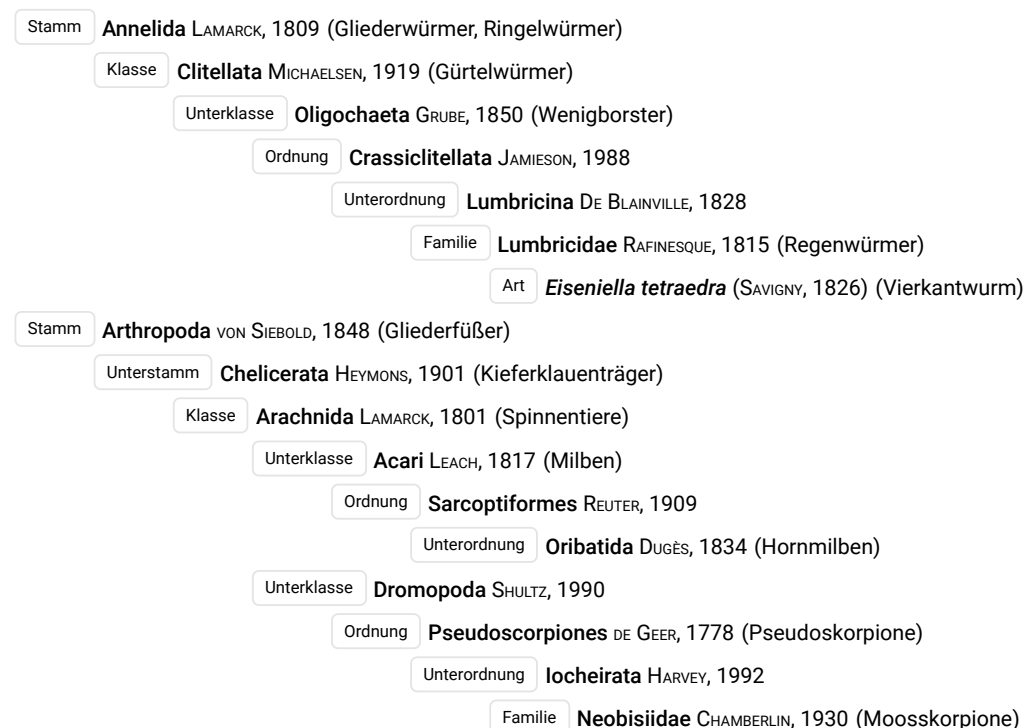 Stamm Annelida Lamarck, 1809 (Gliederwürmer, Ringelwürmer)
Klasse Clitellata Michaelsen, 1919 (Gürtelwürmer)
Unterklasse Oligochaeta Grube, 1850 (Wenigborster)
Ordnung Crassiclitellata Jamieson, 1988
Unterordnung Lumbricina De Blainville, 1828
Familie Lumbricidae Rafinesque, 1815 (Regenwürmer)
Art Eiseniella tetraedra (Savigny, 1826) (Vierkantwurm)
Stamm Arthropoda von Siebold, 1848 (Gliederfüßer)
Unterstamm Chelicerata Heymons, 1901 (Kieferklauenträger)
Klasse Arachnida Lamarck, 1801 (Spinnentiere)
Unterklasse Acari Leach, 1817 (Milben)
Ordnung Sarcoptiformes Reuter, 1909
Unterordnung Oribatida Dugès, 1834 (Hornmilben)
Unterklasse Dromopoda Shultz, 1990
Ordnung Pseudoscorpiones de Geer, 1778 (Pseudoskorpione)
Unterordnung Iocheirata Harvey, 1992
Familie Neobisiidae Chamberlin, 1930 (Moosskorpione)